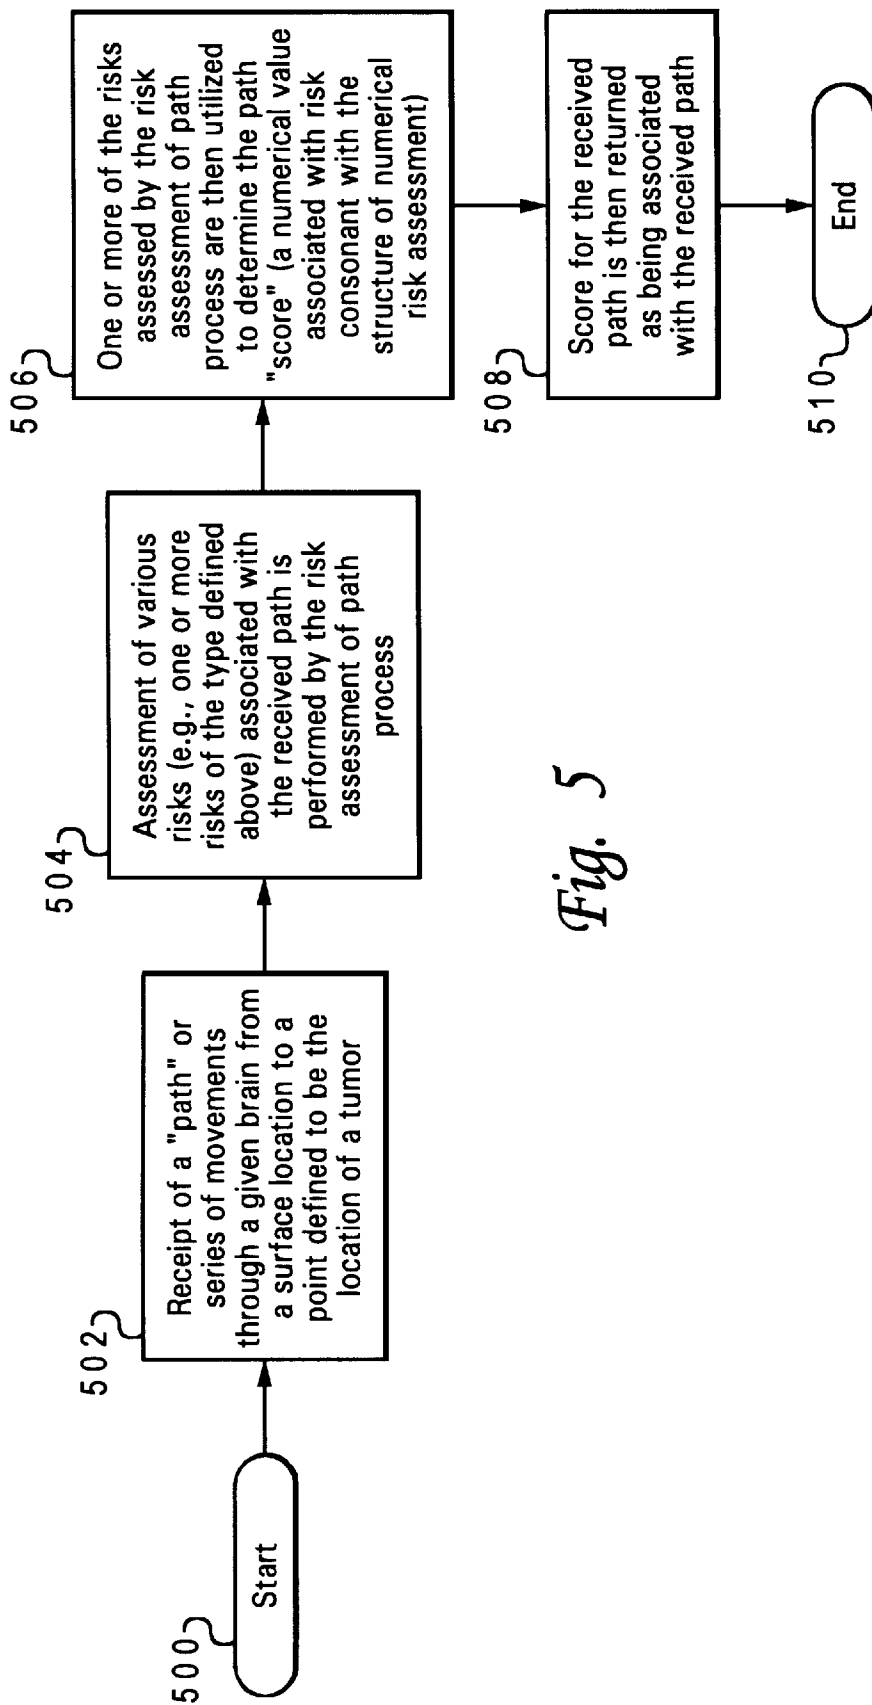 500
Start
502
Receipt of a "path" or
series of movements
through a given brain from
a surface location to a
point defined to be the
location of a tumor
504
Assessment of various
risks (e.g., one or more
risks of the type defined
above) associated with
the received path is
performed by the risk
assessment of path
process
506
One or more of the risks
assessed by the risk
assessment of path
process are then utilized
to determine the path
"score" (a numerical value
associated with risk
consonant with the
structure of numerical
risk assessment)
508
Score for the received
path is then returned
as being associated
with the received path
510
End
Fig. 5